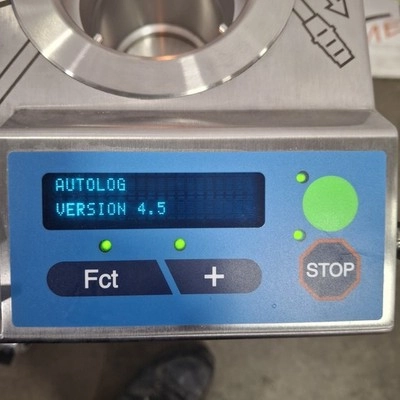 AUTOLOG
VERSION 4.5
Fct
+
STOP